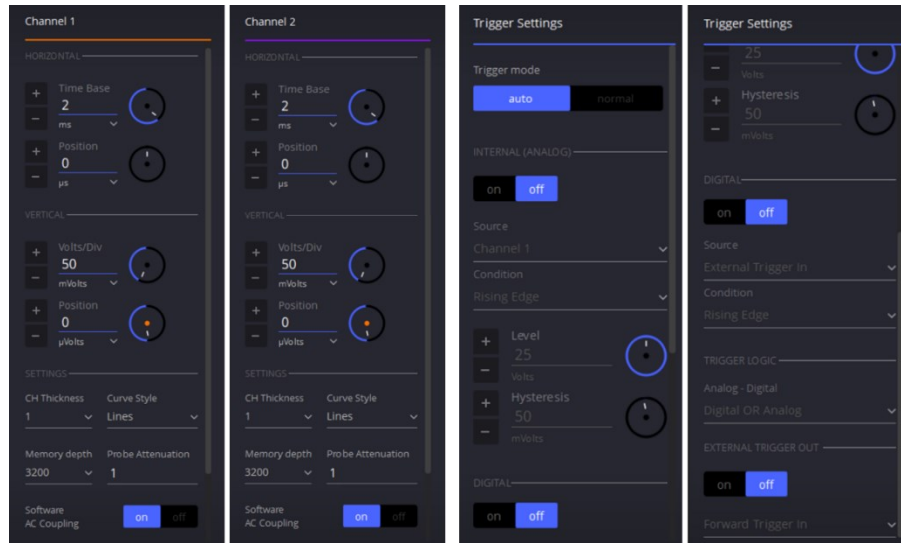 Channel 1
HORIZONTAL
+
Time Base
2
−
ms
+
Position
0
−
µs
VERTICAL
+
Volts/Div
50
−
mVolts
+
Position
0
−
µVolts
SETTINGS
CH Thickness Curve Style
1 Lines
Memory depth Probe Attenuation
3200 1
Software
AC Coupling on off
Channel 2
HORIZONTAL
+
Time Base
2
−
ms
+
Position
0
−
µs
VERTICAL
+
Volts/Div
50
−
mVolts
+
Position
0
−
µVolts
SETTINGS
CH Thickness Curve Style
1 Lines
Memory depth Probe Attenuation
3200 1
Software
AC Coupling on off
Trigger Settings
Trigger mode
auto normal
INTERNAL (ANALOG)
on off
Source
Channel 1
Condition
Rising Edge
+
Level
25
−
Volts
+
Hysteresis
50
−
mVolts
DIGITAL
on off
Trigger Settings
25
−
Volts
+
Hysteresis
50
−
mVolts
DIGITAL
on off
Source
External Trigger In
Condition
Rising Edge
TRIGGER LOGIC
Analog - Digital
Digital OR Analog
EXTERNAL TRIGGER OUT
on off
Forward Trigger In